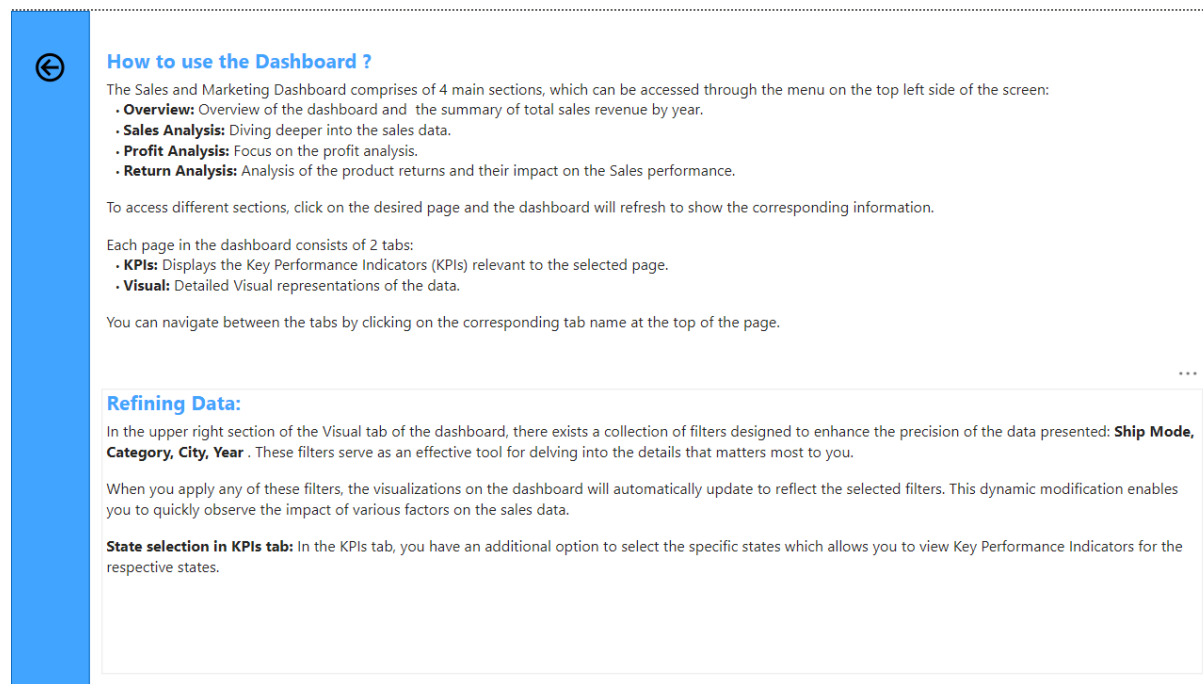 How to use the Dashboard ?
The Sales and Marketing Dashboard comprises of 4 main sections, which can be accessed through the menu on the top left side of the screen:
• Overview: Overview of the dashboard and  the summary of total sales revenue by year.
• Sales Analysis: Diving deeper into the sales data.
• Profit Analysis: Focus on the profit analysis.
• Return Analysis: Analysis of the product returns and their impact on the Sales performance.
To access different sections, click on the desired page and the dashboard will refresh to show the corresponding information.
Each page in the dashboard consists of 2 tabs:
• KPIs: Displays the Key Performance Indicators (KPIs) relevant to the selected page.
• Visual: Detailed Visual representations of the data.
You can navigate between the tabs by clicking on the corresponding tab name at the top of the page.
Refining Data:
In the upper right section of the Visual tab of the dashboard, there exists a collection of filters designed to enhance the precision of the data presented: Ship Mode,
Category, City, Year . These filters serve as an effective tool for delving into the details that matters most to you.
When you apply any of these filters, the visualizations on the dashboard will automatically update to reflect the selected filters. This dynamic modification enables
you to quickly observe the impact of various factors on the sales data.
State selection in KPIs tab: In the KPIs tab, you have an additional option to select the specific states which allows you to view Key Performance Indicators for the
respective states.